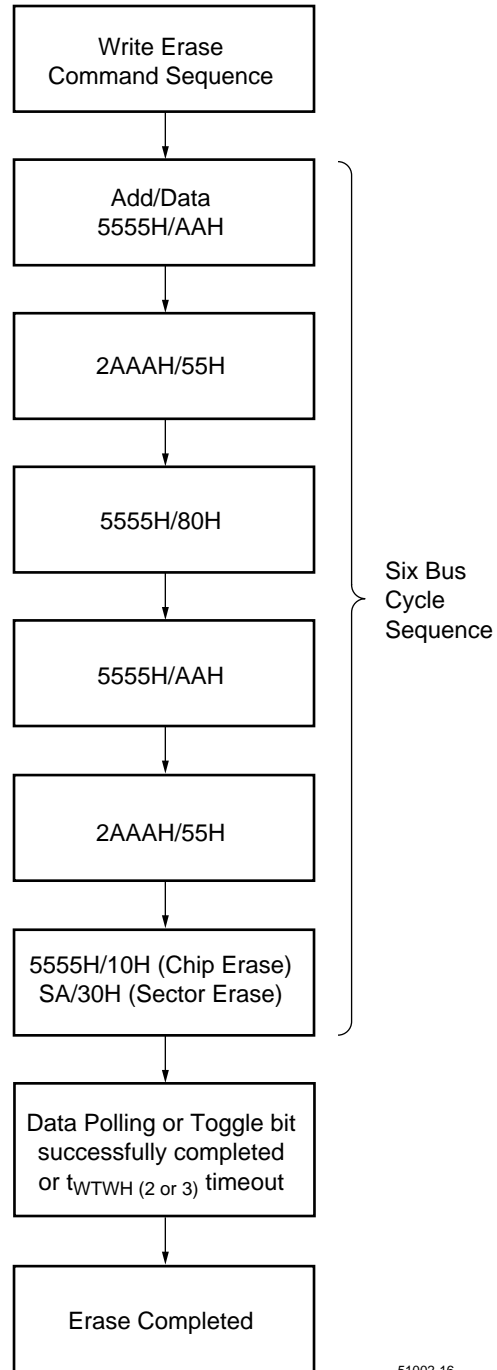 Write Erase
Command Sequence
Add/Data
5555H/AAH
2AAAH/55H
5555H/80H
5555H/AAH
2AAAH/55H
5555H/10H (Chip Erase)
SA/30H (Sector Erase)
Six Bus
Cycle
Sequence
Data Polling or Toggle bit
successfully completed
or tWTWH (2 or 3) timeout
Erase Completed
51002-16